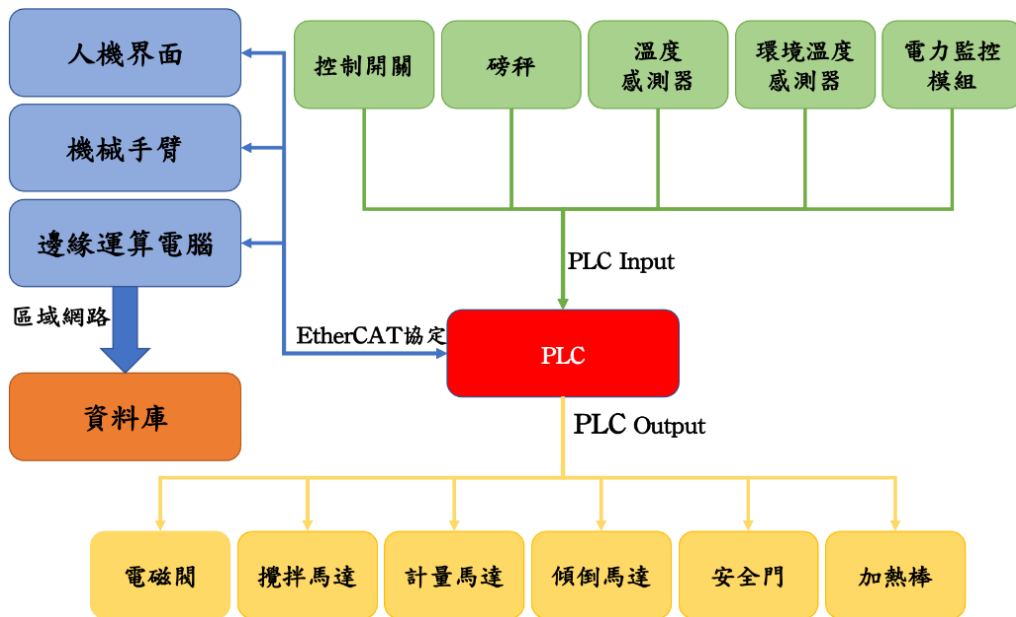 人機界面
機械手臂
邊緣運算電腦
區域網路
資料庫
控制開關
磅秤
溫度
感測器
環境溫度
感測器
電力監控
模組
PLC Input
EtherCAT協定
PLC
PLC Output
電磁閥
攪拌馬達
計量馬達
傾倒馬達
安全門
加熱棒